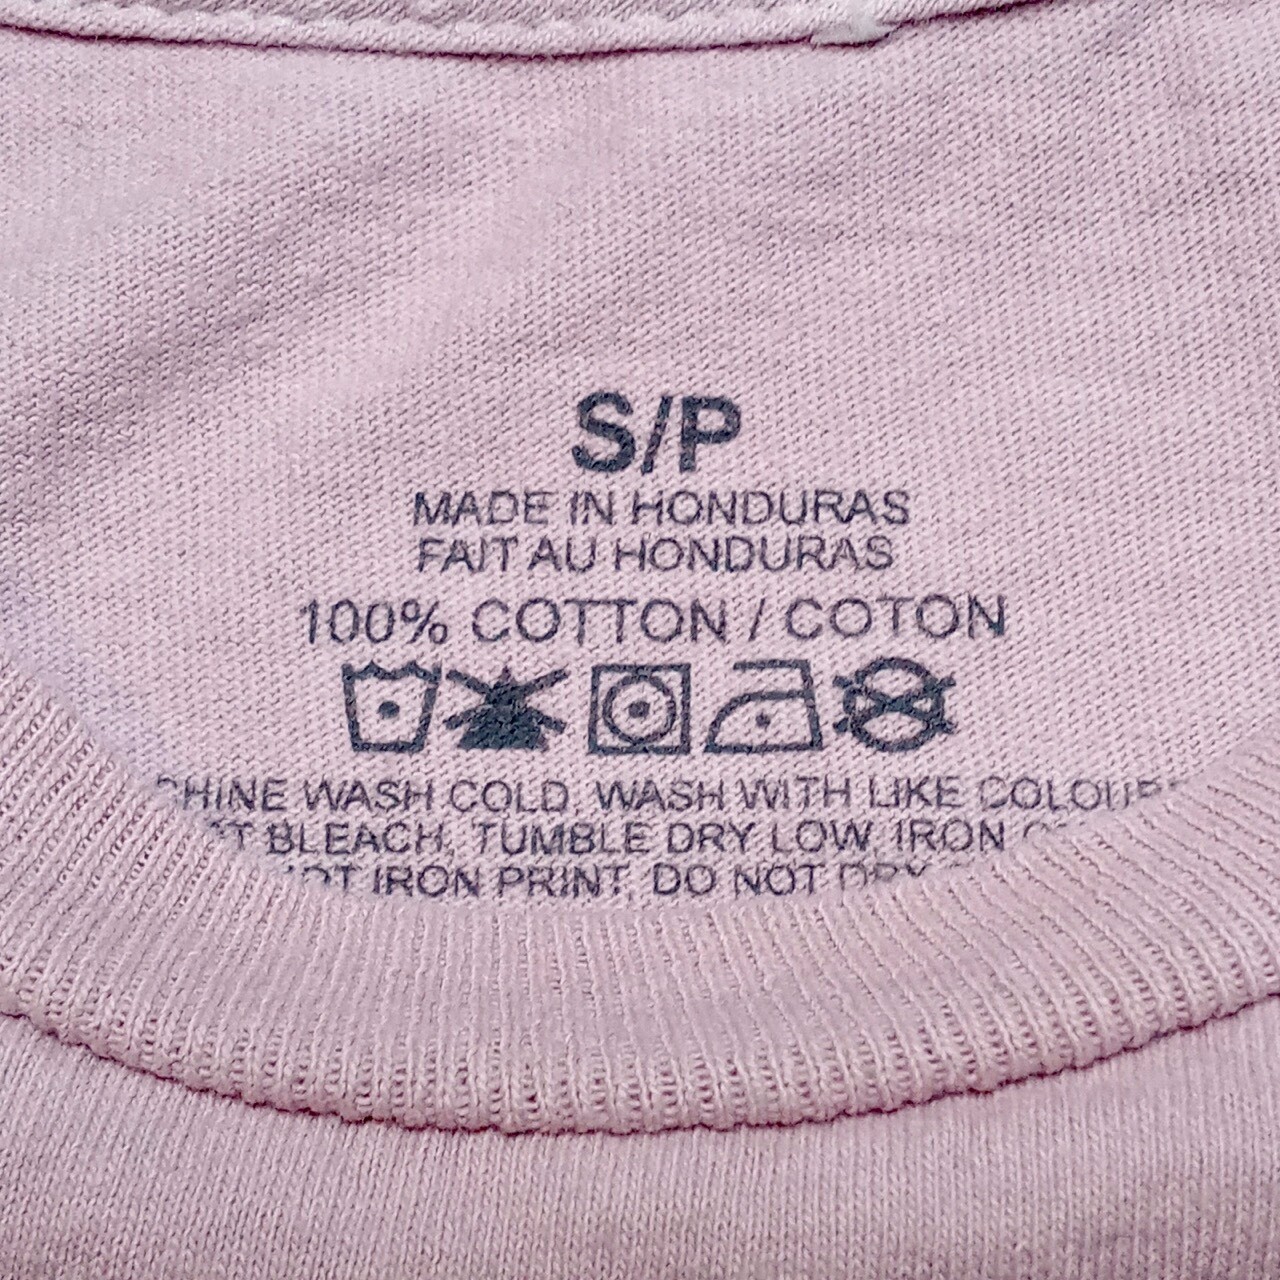 S/P
MADE IN HONDURAS
FAIT AU HONDURAS
100% COTTON / COTON
WASH COLD, WASH WITH LIKE
BLEACH, TUMBLE DRY LOW, IRON
IRON PRINT, DO NOT DRY